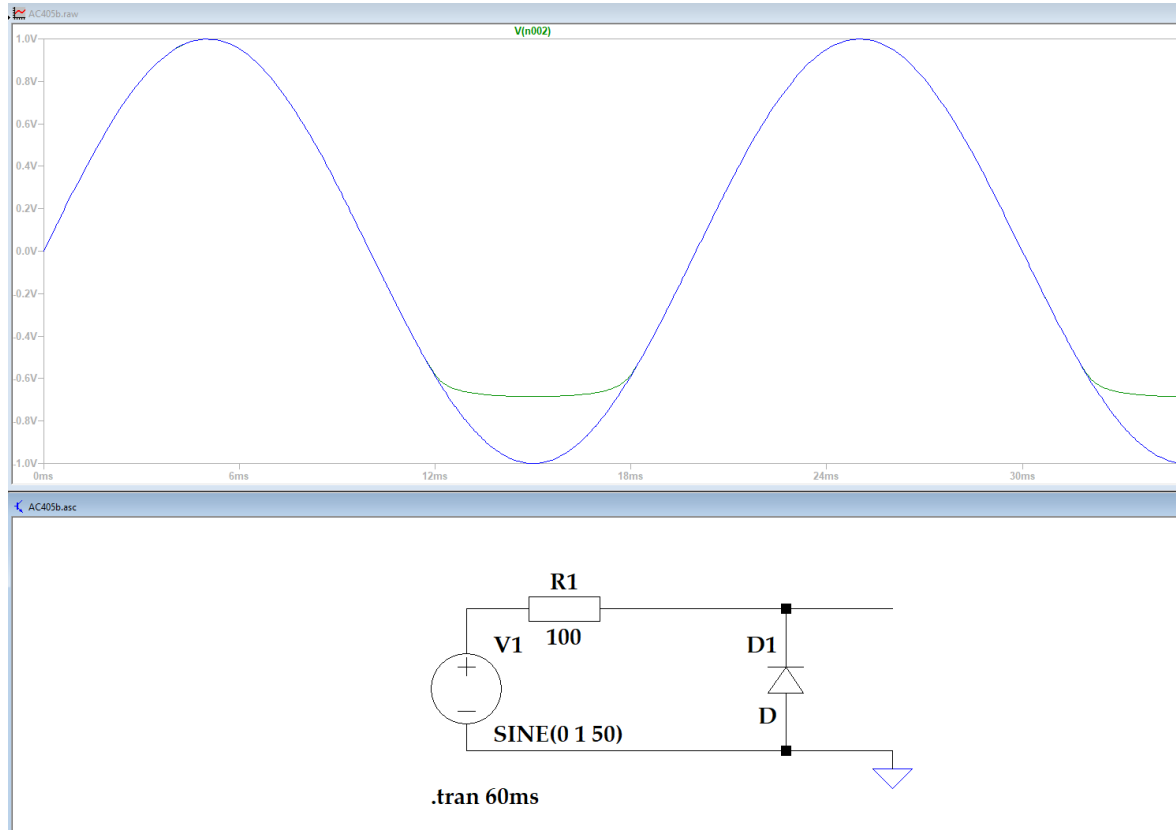 AC405b.raw
V(n002)
1.0V
0.8V
0.6V
0.4V
0.2V
0.0V
-0.2V
-0.4V
-0.6V
-0.8V
-1.0V
0ms 6ms 12ms 18ms 24ms 30ms
AC405b.asc
R1
100
V1
D1
D
SINE(0 1 50)
.tran 60ms